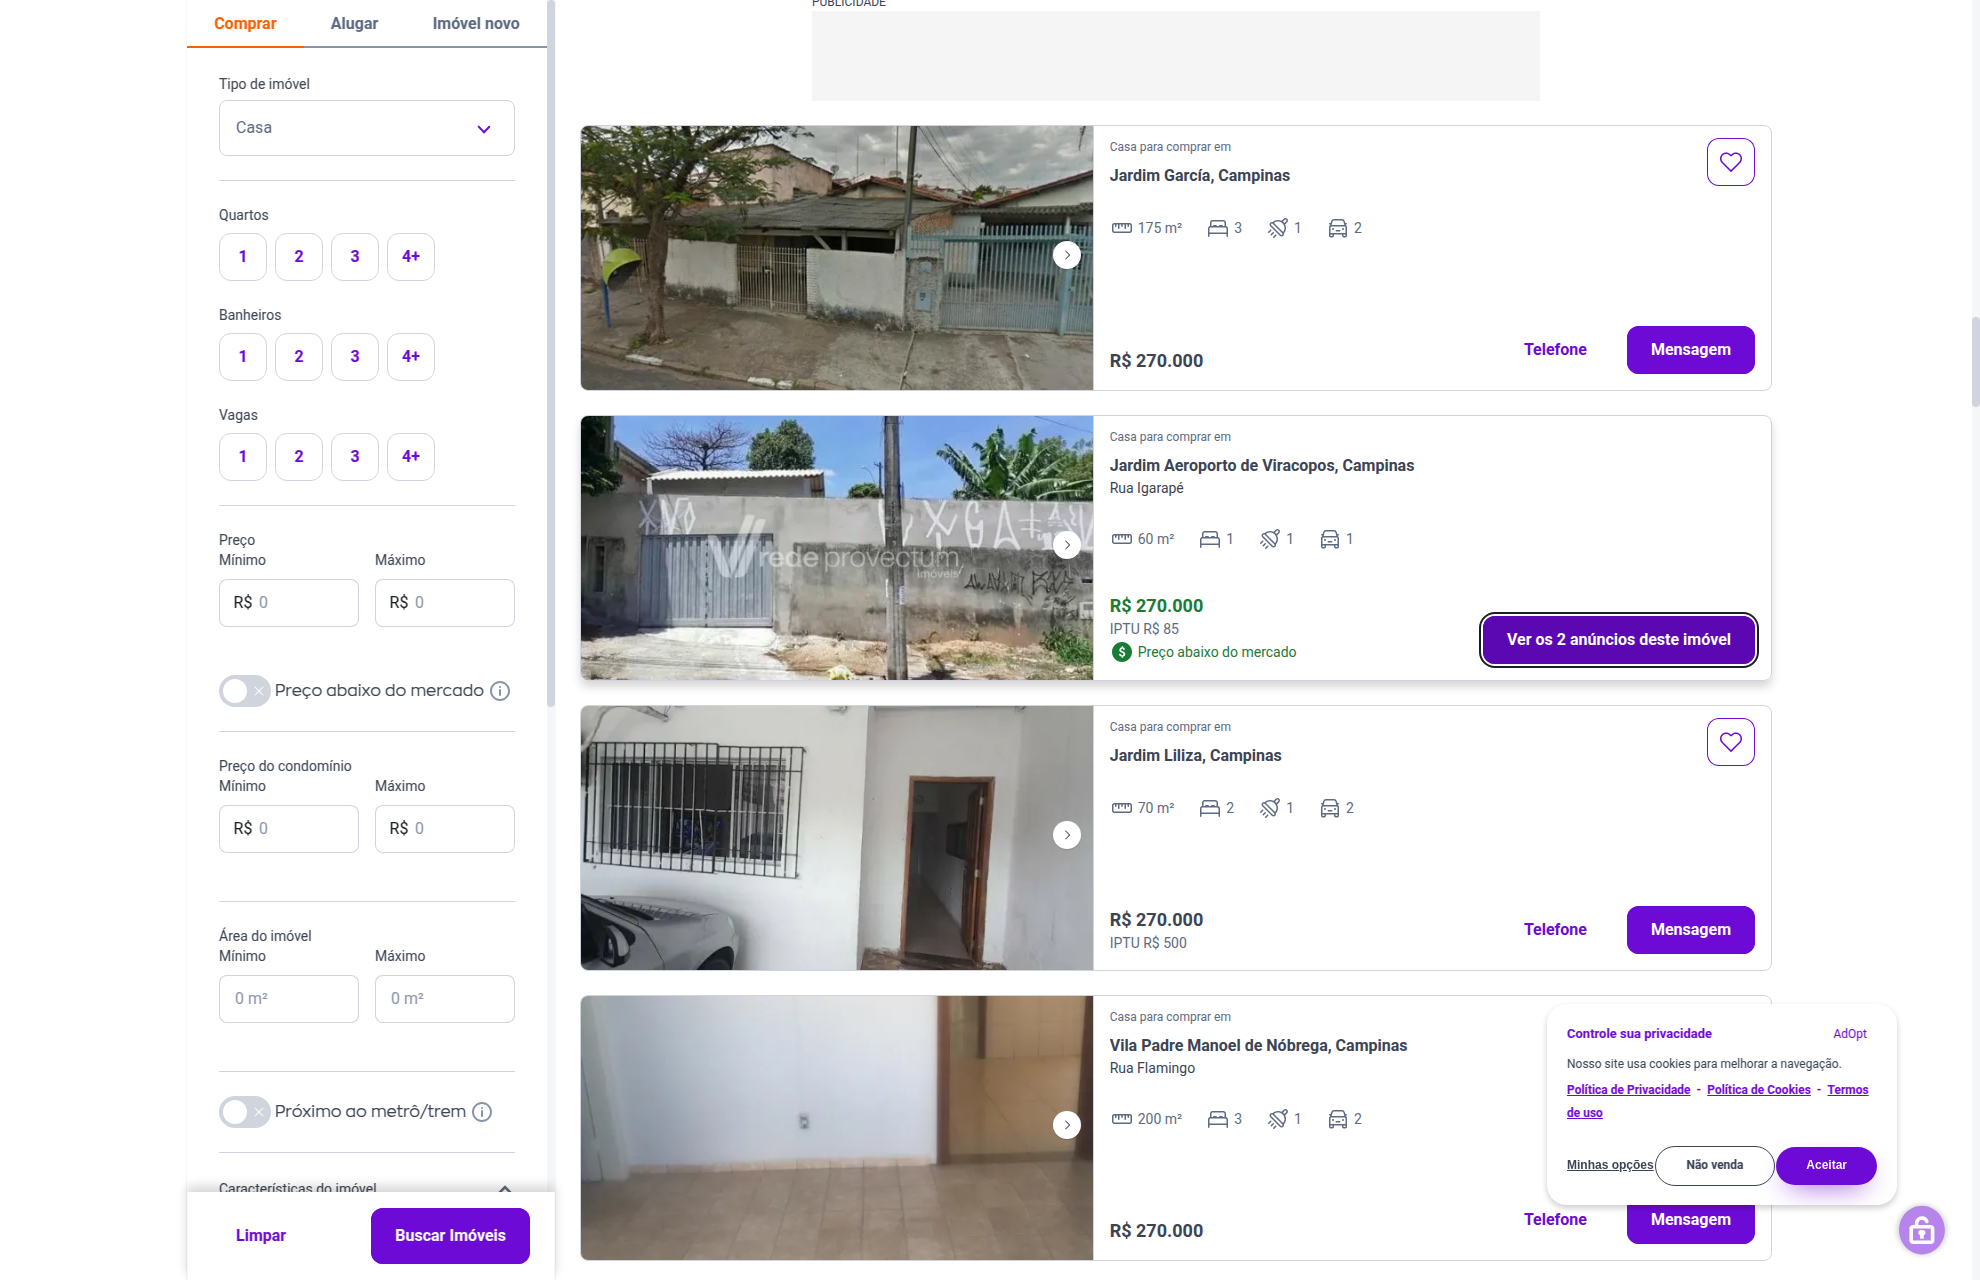 Comprar
Alugar
Imóvel novo
Tipo de imóvel
Casa
Quartos
1
2
3
4+
Banheiros
1
2
3
4+
Vagas
1
2
3
4+
Preço
Mínimo
Máximo
R$ 0
R$ 0
Preço abaixo do mercado
Preço do condomínio
Mínimo
Máximo
R$ 0
R$ 0
Área do imóvel
Mínimo
Máximo
0 m²
0 m²
Próximo ao metrô/trem
Características do imóvel
Limpar
Buscar Imóveis
PUBLICIDADE
Casa para comprar em
Jardim García, Campinas
175 m²
3
1
2
R$ 270.000
Telefone
Mensagem
rede provectum
imóveis
Casa para comprar em
Jardim Aeroporto de Viracopos, Campinas
Rua Igarapé
60 m²
1
1
1
R$ 270.000
IPTU R$ 85
$ Preço abaixo do mercado
Ver os 2 anúncios deste imóvel
Casa para comprar em
Jardim Liliza, Campinas
70 m²
2
1
2
R$ 270.000
IPTU R$ 500
Telefone
Mensagem
Casa para comprar em
Vila Padre Manoel de Nóbrega, Campinas
Rua Flamingo
200 m²
3
1
2
R$ 270.000
Telefone
Mensagem
Controle sua privacidade
AdOpt
Nosso site usa cookies para melhorar a navegação.
Política de Privacidade - Política de Cookies - Termos
de uso
Minhas opções
Não venda
Aceitar